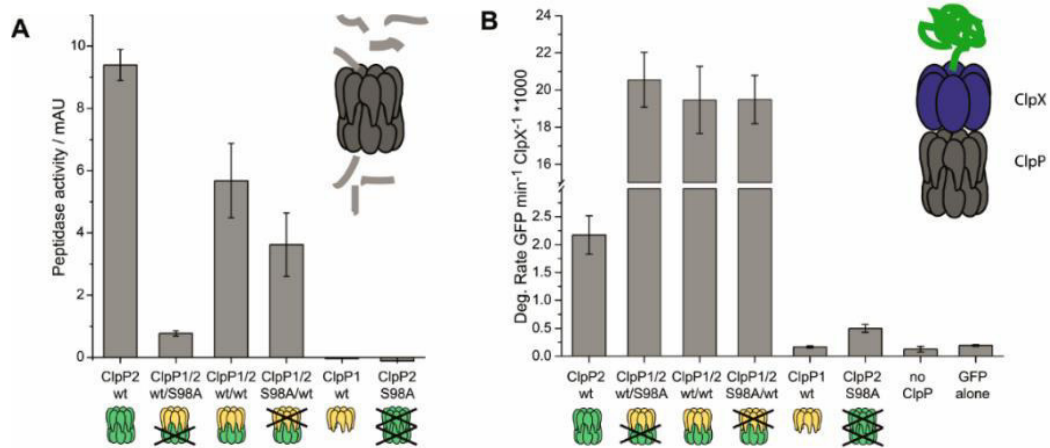 A
Peptidase activity / mAU
10
8
6
4
2
0
ClpP2 wt
ClpP1/2 wt/S98A
ClpP1/2 wt/wt
ClpP1/2 S98A/wt
ClpP1 wt
ClpP2 S98A
B
Deg. Rate GFP min⁻¹ ClpX⁻¹ *1000
24
22
20
18
16
2.5
2.0
1.5
1.0
0.5
0.0
ClpP2 wt
ClpP1/2 wt/S98A
ClpP1/2 wt/wt
ClpP1/2 S98A/wt
ClpP1 wt
ClpP2 S98A
no ClpP
GFP alone
ClpX
ClpP